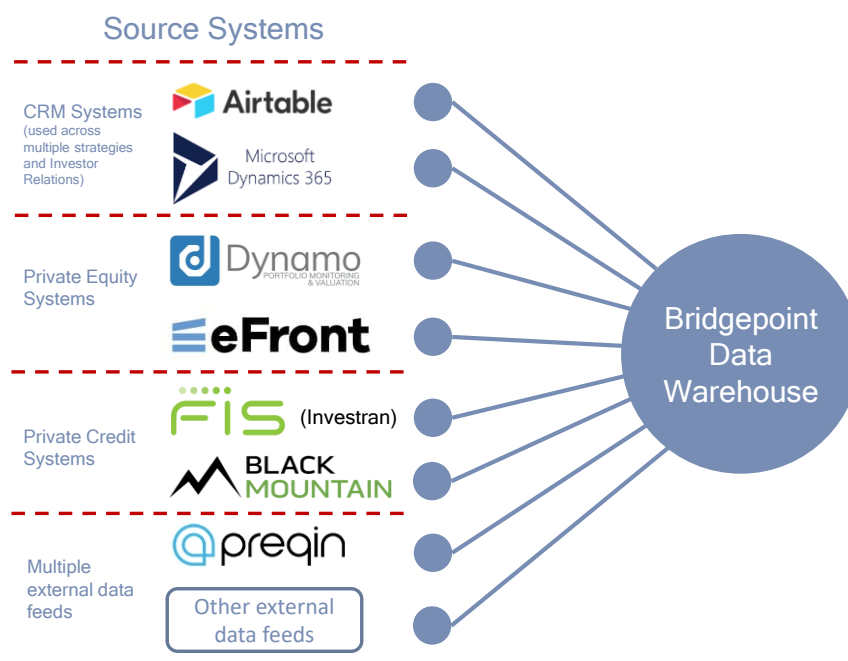 Source Systems
CRM Systems
(used across
multiple strategies
and Investor
Relations)
Airtable
Microsoft
Dynamics 365
Private Equity
Systems
Dynamo
PORTFOLIO MONITORING
& VALUATION
eFront
Private Credit
Systems
FIS (Investran)
BLACK
MOUNTAIN
Multiple
external data
feeds
preqin
Other external
data feeds
Bridgepoint
Data
Warehouse